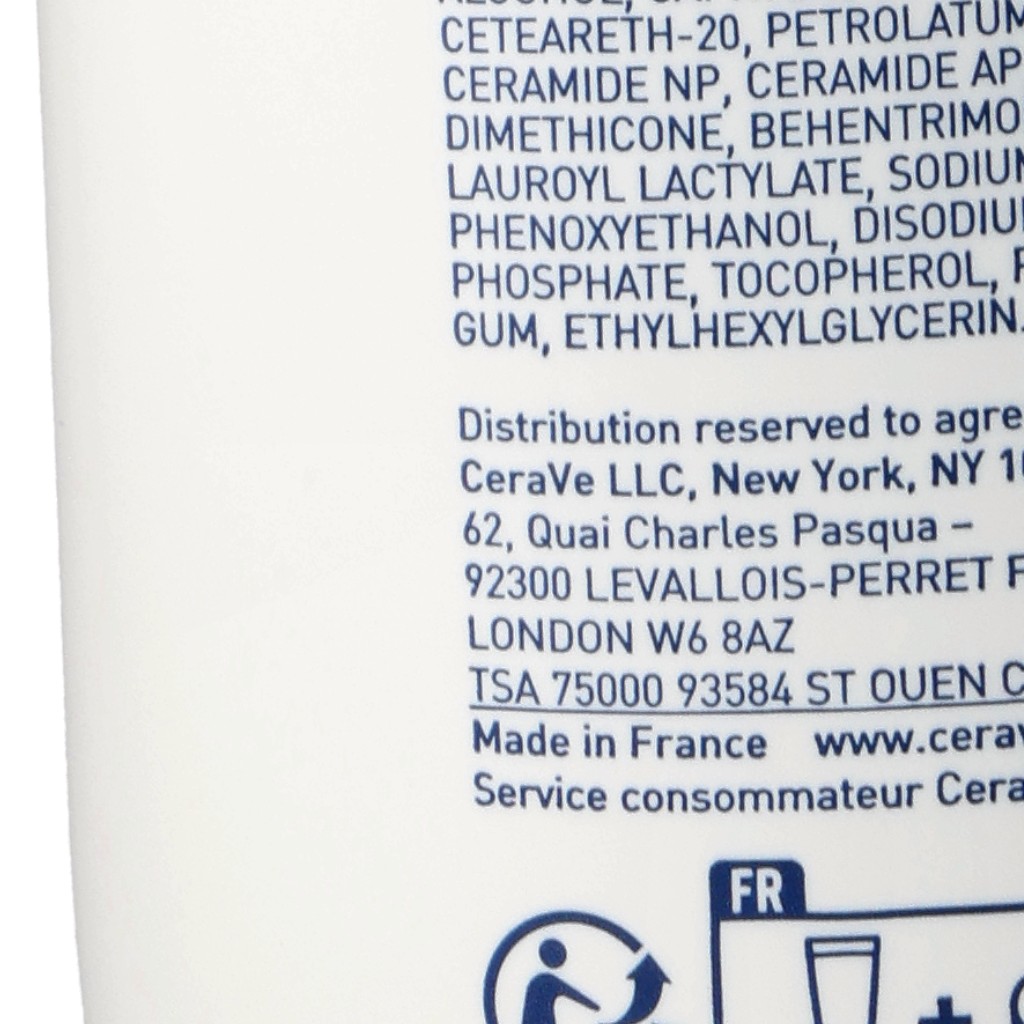 CETEARETH-20, PETROLATUM
CERAMIDE NP, CERAMIDE AP
DIMETHICONE, BEHENTRIMO
LAUROYL LACTYLATE, SODIUM
PHENOXYETHANOL, DISODIU
PHOSPHATE, TOCOPHEROL,
GUM, ETHYLHEXYLGLYCERIN.
Distribution reserved to agre
CeraVe LLC, New York, NY 1
62, Quai Charles Pasqua –
92300 LEVALLOIS-PERRET F
LONDON W6 8AZ
TSA 75000 93584 ST OUEN C
Made in France www.cera
Service consommateur Cera
FR
+